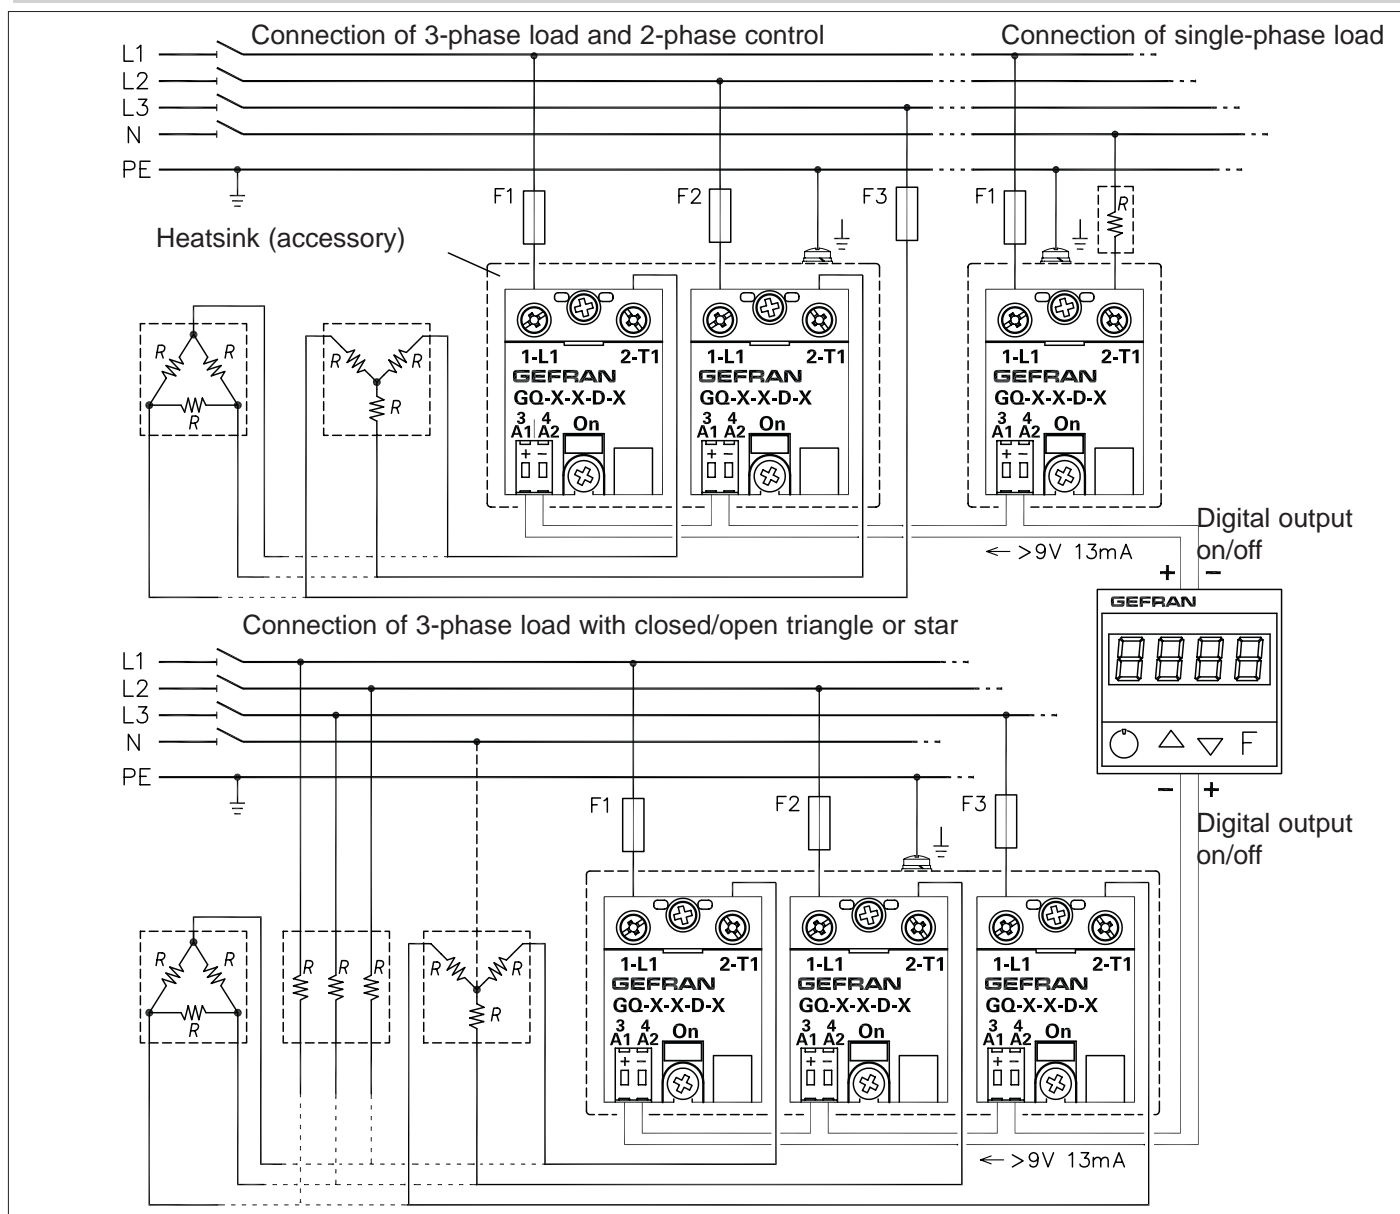 Connection of 3-phase load and 2-phase control
Connection of single-phase load
L1
L2
L3
N
PE
F1
F2
F3
F1
R
Heatsink (accessory)
R
R
R
R
R
R
1-L1
2-T1
1-L1
2-T1
1-L1
2-T1
GEFRAN
GEFRAN
GEFRAN
GQ-X-X-D-X
GQ-X-X-D-X
GQ-X-X-D-X
3 4
A1 A2
On
3 4
A1 A2
On
3 4
A1 A2
On
+ −
+ −
+ −
Digital output
on/off
>9V 13mA
+ −
GEFRAN
8888
F
− +
Digital output
on/off
Connection of 3-phase load with closed/open triangle or star
L1
L2
L3
N
PE
F1
F2
F3
R
R
R
R
R
R
R
R
R
1-L1
2-T1
1-L1
2-T1
1-L1
2-T1
GEFRAN
GEFRAN
GEFRAN
GQ-X-X-D-X
GQ-X-X-D-X
GQ-X-X-D-X
3 4
A1 A2
On
3 4
A1 A2
On
3 4
A1 A2
On
+ −
+ −
+ −
>9V 13mA